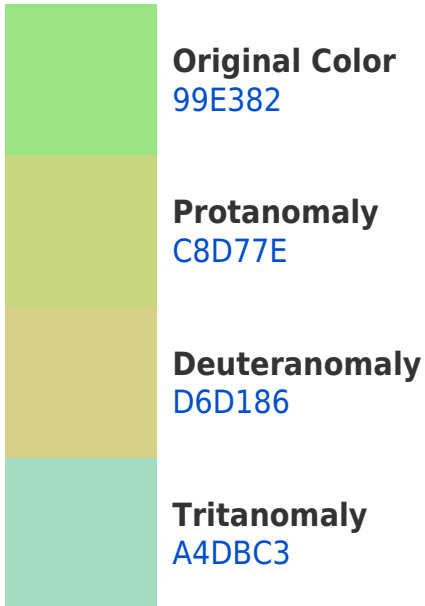 Original Color
99E382
Protanomaly
C8D77E
Deuteranomaly
D6D186
Tritanomaly
A4DBC3